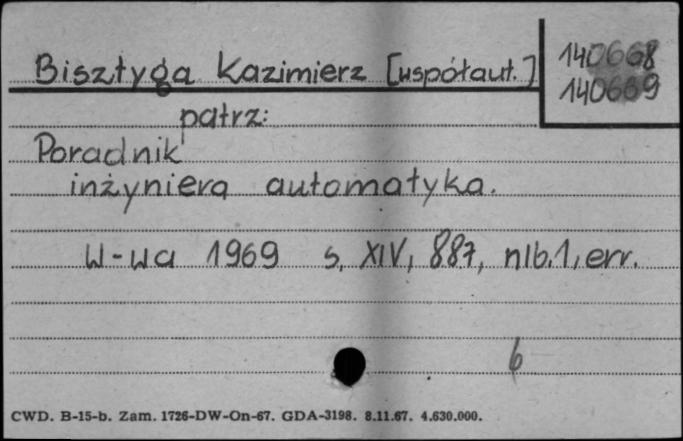 140668
Bisztyga Kazimierz [współaut.]
140669
patrz:
Poradnik
inżyniera automatyka.
W-wa 1969 s. XIV, 887, nlb. 1, err.
6
CWD. B-15-b. Zam. 1726-DW-On-67. GDA-3198. 8.11.67. 4.630.000.